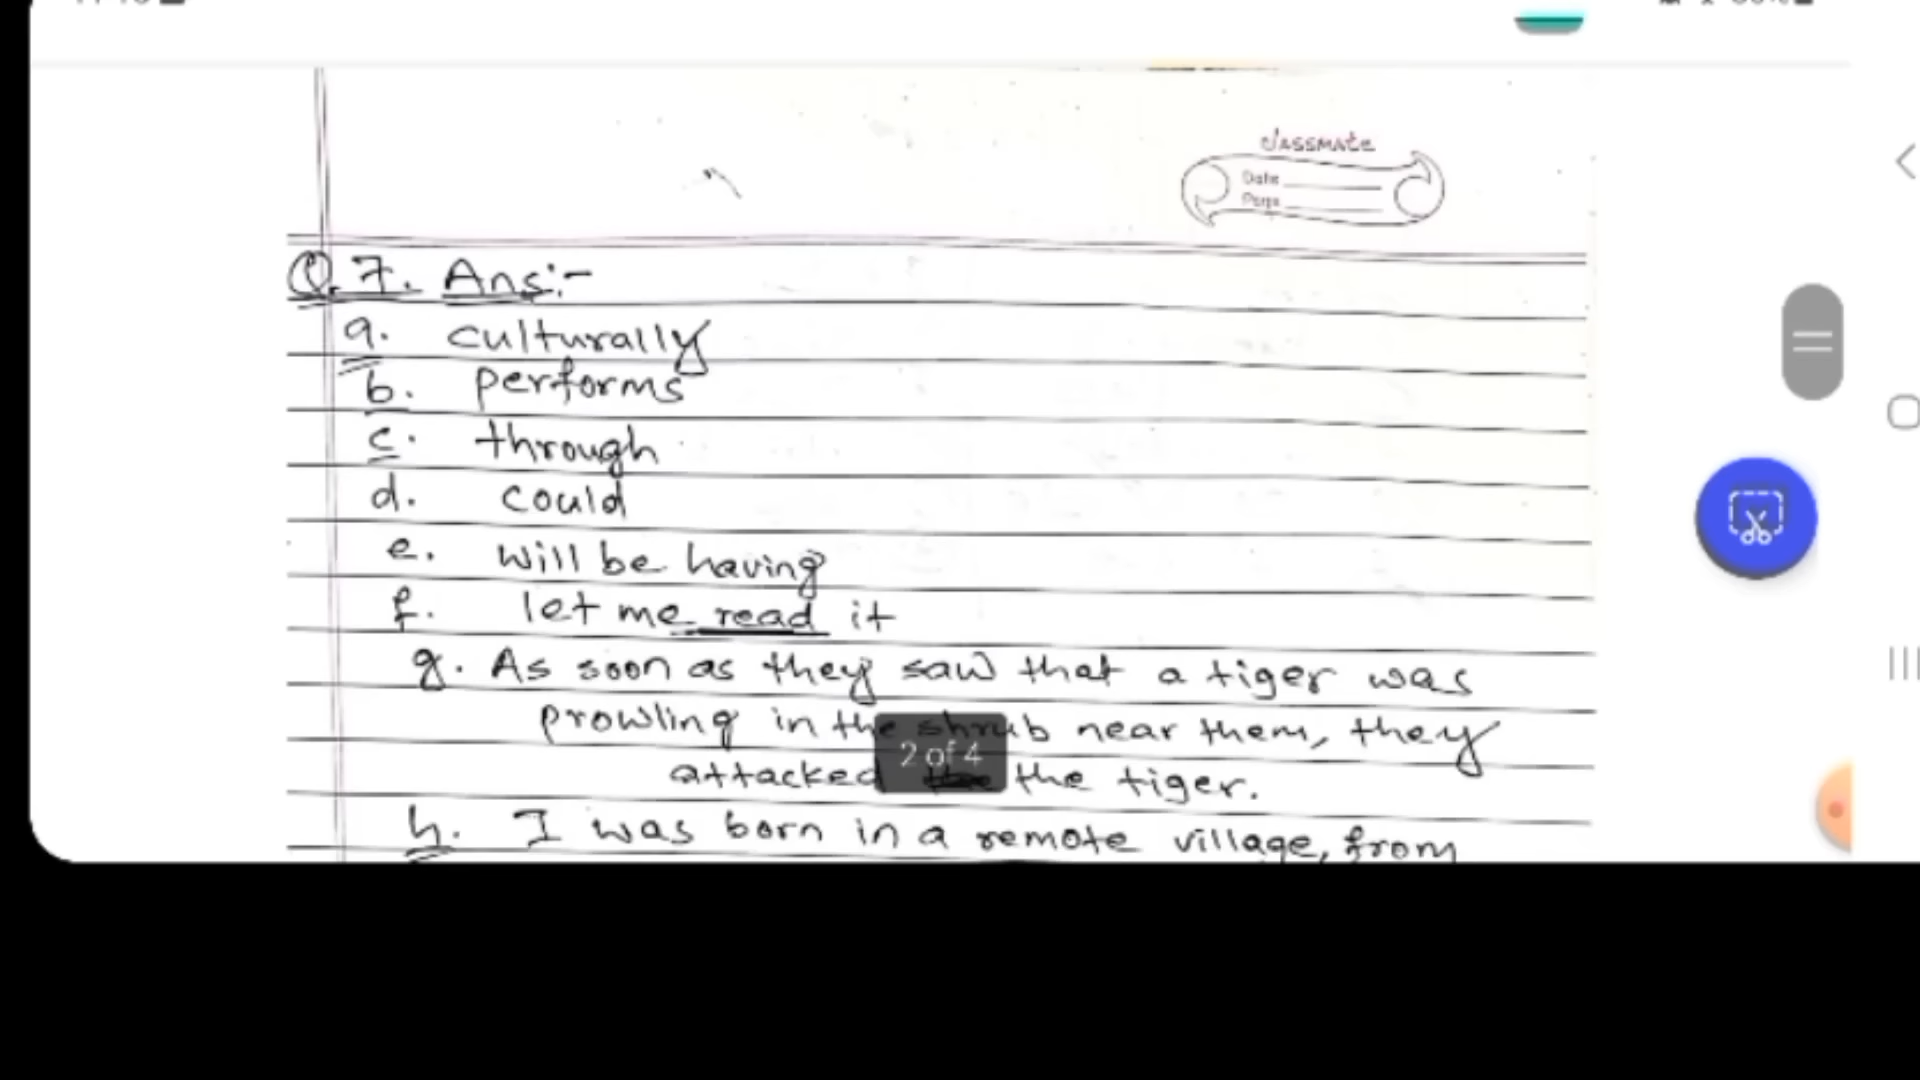 classmate
Date
Page
Q.7. Ans:-
a. culturally
b. performs
c. through
d. could
e. will be having
f. let me read it
g. As soon as they saw that a tiger was
prowling in the shrub near them, they
2 of 4
attacked the tiger.
h. I was born in a remote village, from